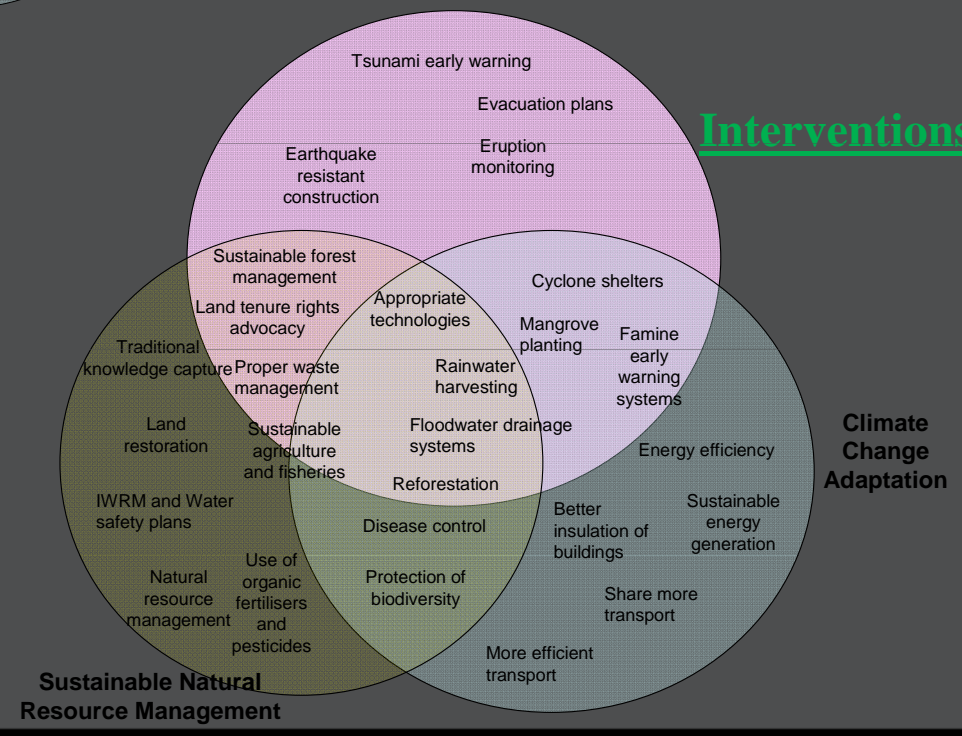 Tsunami early warning
Evacuation plans
Interventions
Earthquake
resistant
construction
Eruption
monitoring
Sustainable forest
management
Cyclone shelters
Appropriate
technologies
Land tenure rights
advocacy
Mangrove
planting
Famine
early
warning
systems
Traditional
knowledge capture
Proper waste
management
Rainwater
harvesting
Land
restoration
Sustainable
agriculture
and fisheries
Floodwater drainage
systems
Energy efficiency
Climate
Change
Adaptation
Reforestation
IWRM and Water
safety plans
Disease control
Better
insulation of
buildings
Sustainable
energy
generation
Natural
resource
management
Use of
organic
fertilisers
and
pesticides
Protection of
biodiversity
Share more
transport
More efficient
transport
Sustainable Natural
Resource Management